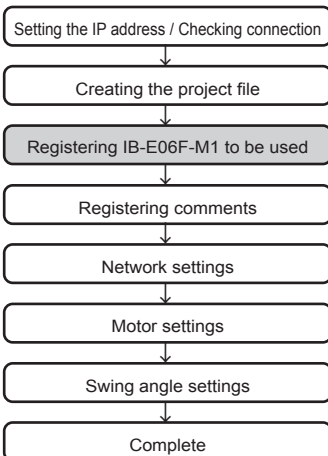 Setting the IP address / Checking connection
Creating the project file
Registering IB-E06F-M1 to be used
Registering comments
Network settings
Motor settings
Swing angle settings
Complete